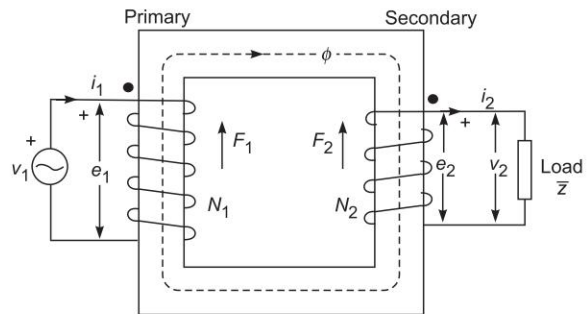 Primary
Secondary
ϕ
i₁
i₂
+
+
+
+
v₁
e₁
F₁
F₂
e₂
v₂
Load
z̅
N₁
N₂